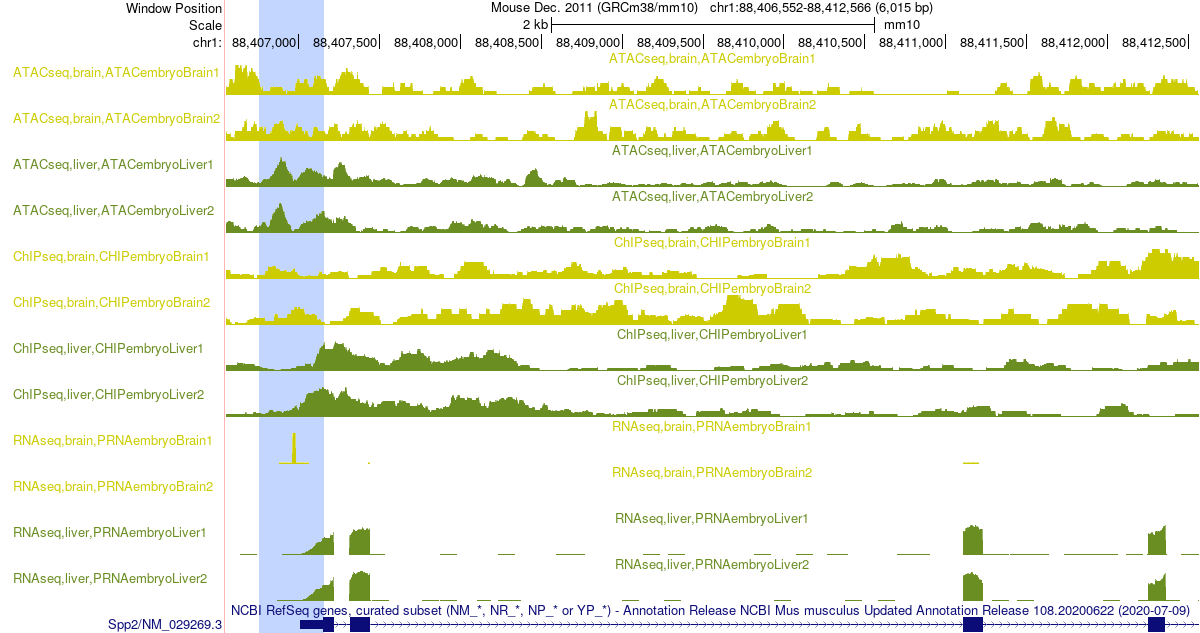 Window Position Mouse Dec. 2011 (GRCm38/mm10) chr1:88,406,552-88,412,566 (6,015 bp)
Scale 2 kb mm10
chr1: 88,407,000 88,407,500 88,408,000 88,408,500 88,409,000 88,409,500 88,410,000 88,410,500 88,411,000 88,411,500 88,412,000 88,412,500
ATACseq,brain,ATACembryoBrain1
ATACseq,brain,ATACembryoBrain1
ATACseq,brain,ATACembryoBrain2
ATACseq,brain,ATACembryoBrain2
ATACseq,liver,ATACembryoLiver1
ATACseq,liver,ATACembryoLiver1
ATACseq,liver,ATACembryoLiver2
ATACseq,liver,ATACembryoLiver2
ChIPseq,brain,CHIPembryoBrain1
ChIPseq,brain,CHIPembryoBrain1
ChIPseq,brain,CHIPembryoBrain2
ChIPseq,brain,CHIPembryoBrain2
ChIPseq,liver,CHIPembryoLiver1
ChIPseq,liver,CHIPembryoLiver1
ChIPseq,liver,CHIPembryoLiver2
ChIPseq,liver,CHIPembryoLiver2
RNAseq,brain,PRNAembryoBrain1
RNAseq,brain,PRNAembryoBrain1
RNAseq,brain,PRNAembryoBrain2
RNAseq,brain,PRNAembryoBrain2
RNAseq,liver,PRNAembryoLiver1
RNAseq,liver,PRNAembryoLiver1
RNAseq,liver,PRNAembryoLiver2
RNAseq,liver,PRNAembryoLiver2
NCBI RefSeq genes, curated subset (NM_*, NR_*, NP_* or YP_*) - Annotation Release NCBI Mus musculus Updated Annotation Release 108.20200622 (2020-07-09)
Spp2/NM_029269.3